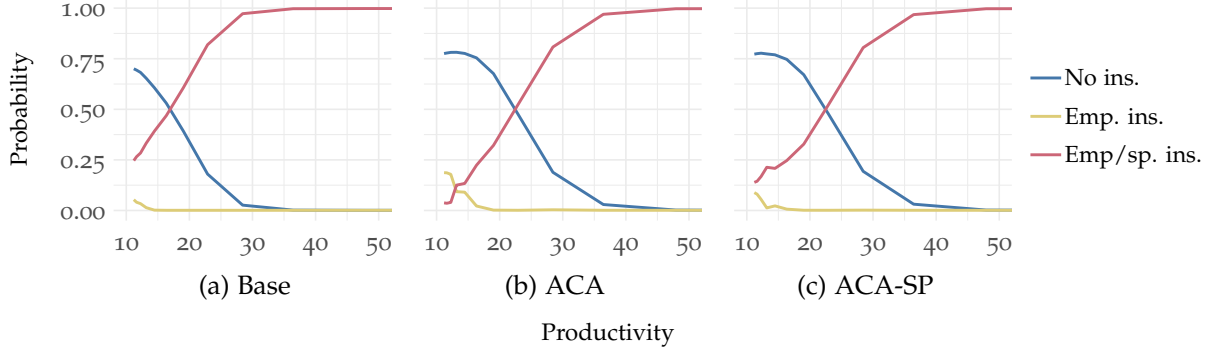 1.00
0.75
0.50
0.25
0.00
Probability
10 20 30 40 50
10 20 30 40 50
10 20 30 40 50
(a) Base
(b) ACA
(c) ACA-SP
Productivity
No ins.
Emp. ins.
Emp/sp. ins.